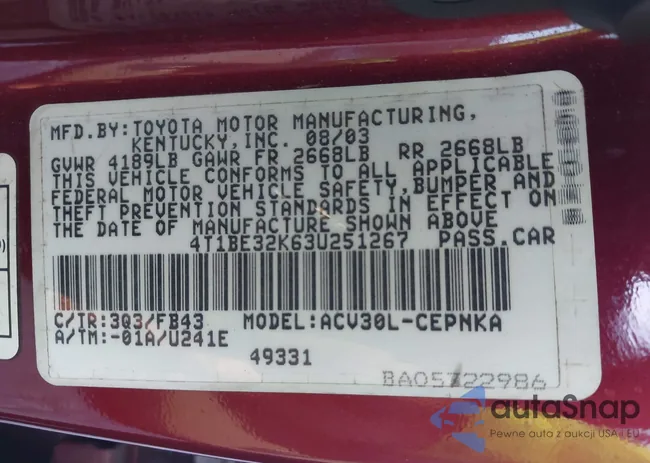 MFD.BY:TOYOTA MOTOR MANUFACTURING,
KENTUCKY,INC. 08/03
GVWR 4189LB GAWR FR 2668LB RR 2668LB
THIS VEHICLE CONFORMS TO ALL APPLICABLE
FEDERAL MOTOR VEHICLE SAFETY,BUMPER AND
THEFT PREVENTION STANDARDS IN EFFECT ON
THE DATE OF MANUFACTURE SHOWN ABOVE
4T1BE32K63U251267 PASS.CAR
C/TR:3Q3/FB43 MODEL:ACV30L-CEPNKA
A/TM:-01A/U241E
49331
BA05722986
autoSnap
Pewne auta z aukcji USA i EU